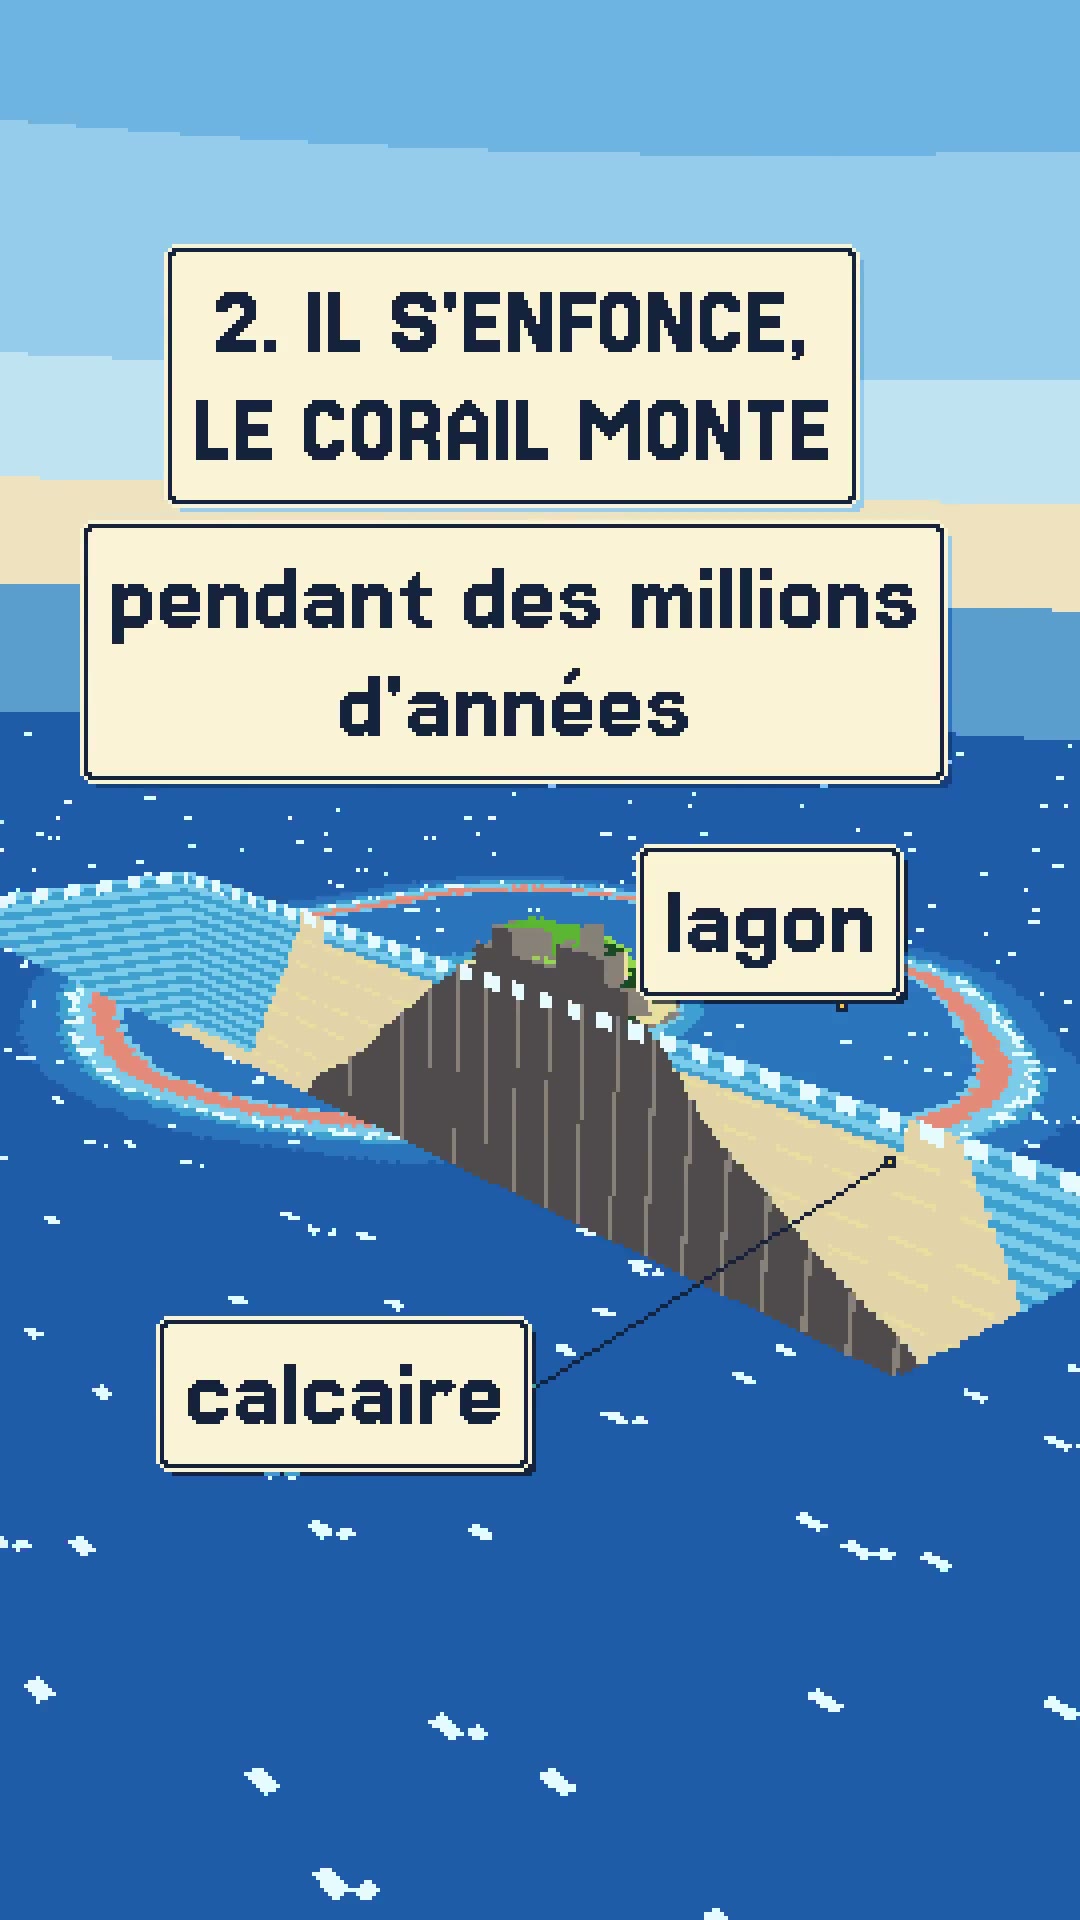 2. IL S'ENFONCE,
LE CORAIL MONTE
pendant des millions
d'années
lagon
calcaire